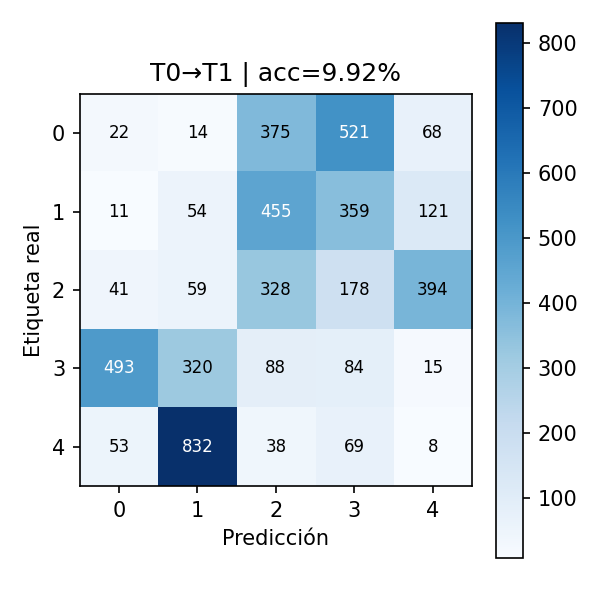 T0→T1 | acc=9.92%
800
700
600
500
400
300
200
100
Etiqueta real
0 22 14 375 521 68
1 11 54 455 359 121
2 41 59 328 178 394
3 493 320 88 84 15
4 53 832 38 69 8
0 1 2 3 4
Predicción